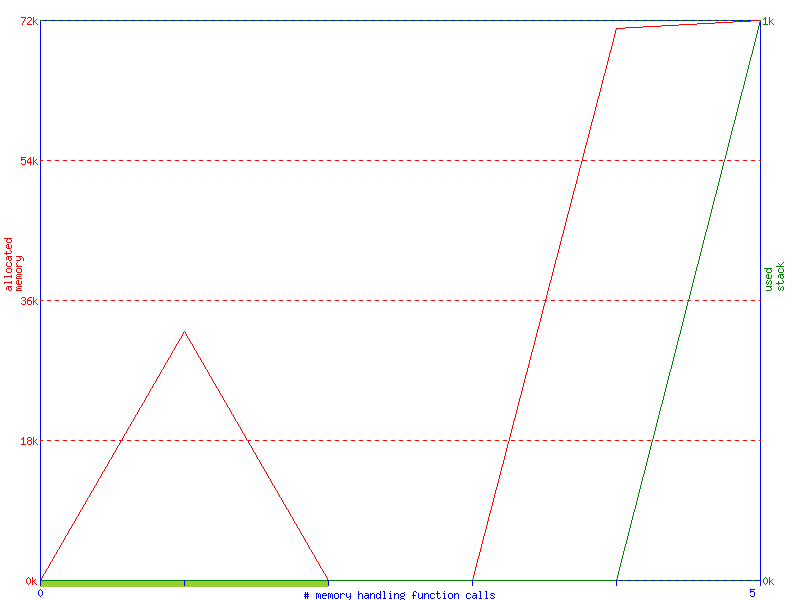 72k
1k
54k
allocated
memory
used
stack
36k
18k
0k
0k
0
5
# memory handling function calls